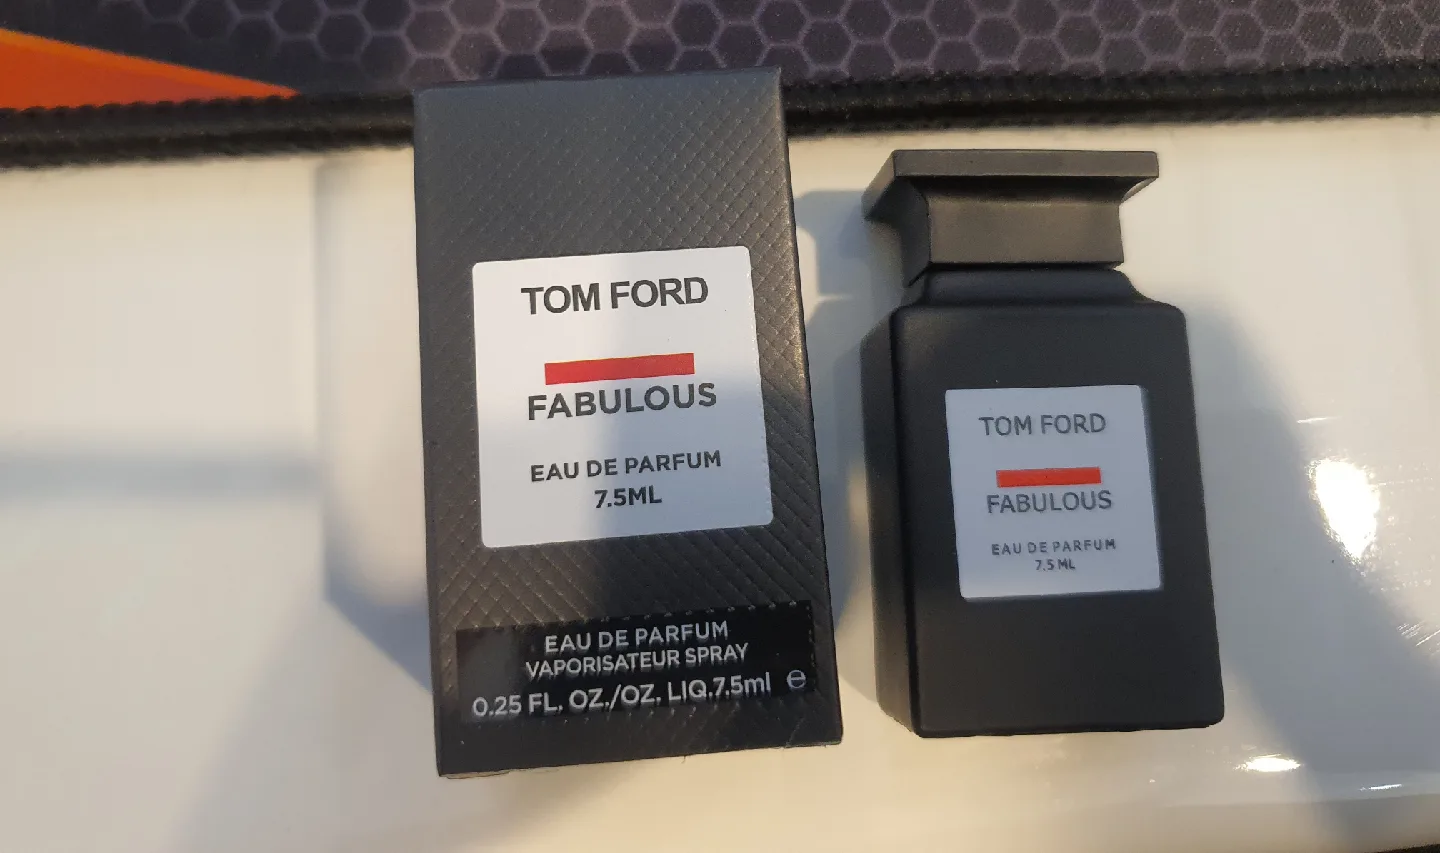 TOM FORD
FABULOUS
EAU DE PARFUM
7.5ML
EAU DE PARFUM
VAPORISATEUR SPRAY
0.25 FL. OZ./OZ. LIQ.7.5ml ℮
TOM FORD
FABULOUS
EAU DE PARFUM
7.5 ML